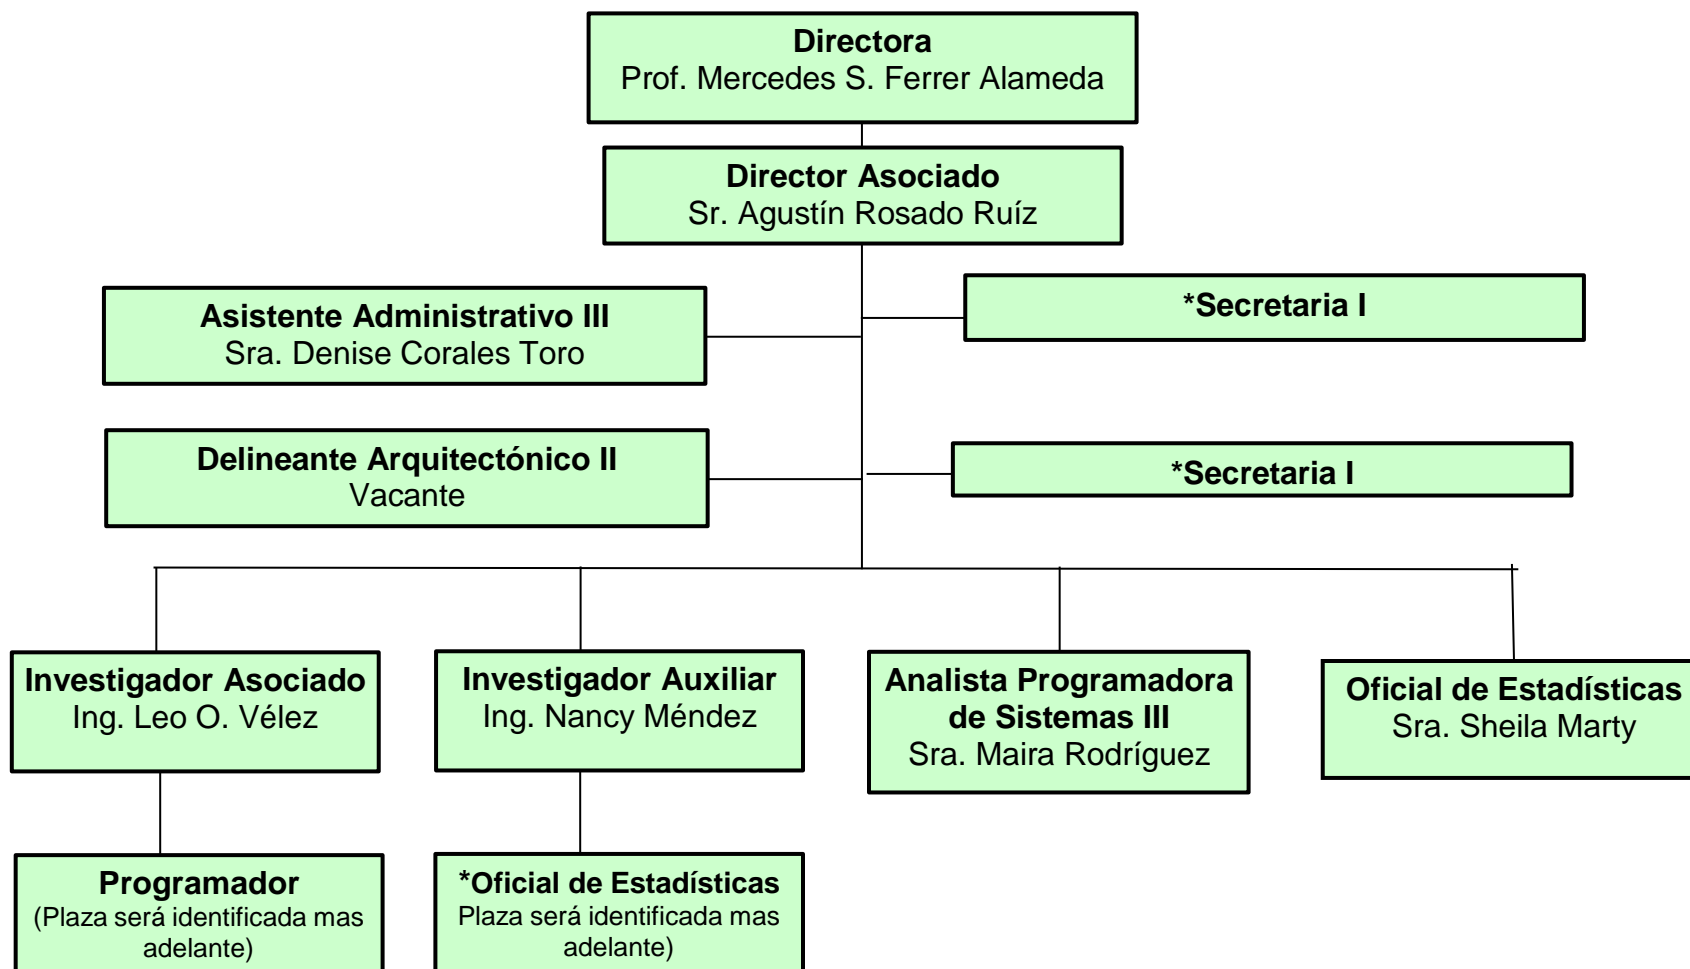 Directora
Prof. Mercedes S. Ferrer Alameda
Director Asociado
Sr. Agustín Rosado Ruíz
Asistente Administrativo III
Sra. Denise Corales Toro
*Secretaria I
Delineante Arquitectónico II
Vacante
*Secretaria I
Investigador Asociado
Ing. Leo O. Vélez
Investigador Auxiliar
Ing. Nancy Méndez
Analista Programadora
de Sistemas III
Sra. Maira Rodríguez
Oficial de Estadísticas
Sra. Sheila Marty
Programador
(Plaza será identificada mas
adelante)
*Oficial de Estadísticas
Plaza será identificada mas
adelante)